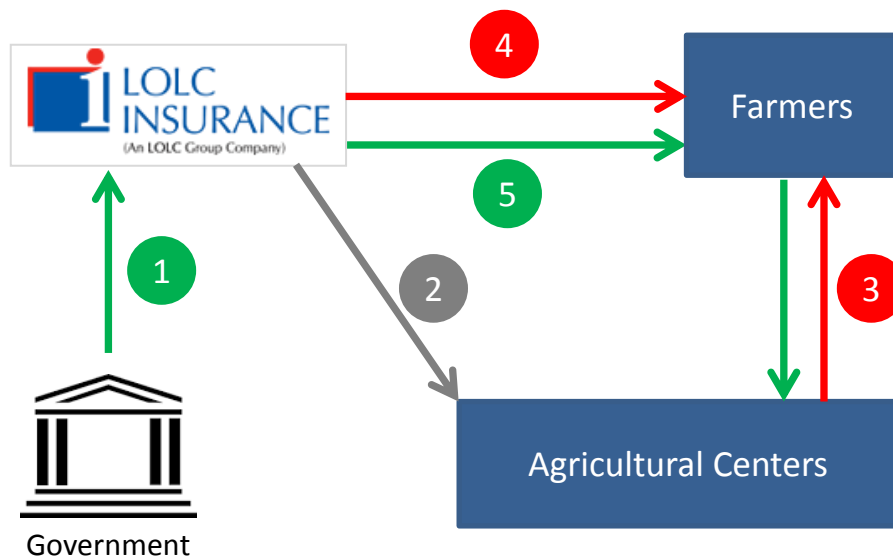 4
i LOLC
INSURANCE
(An LOLC Group Company)
Farmers
5
1
2
3
Agricultural Centers
Government